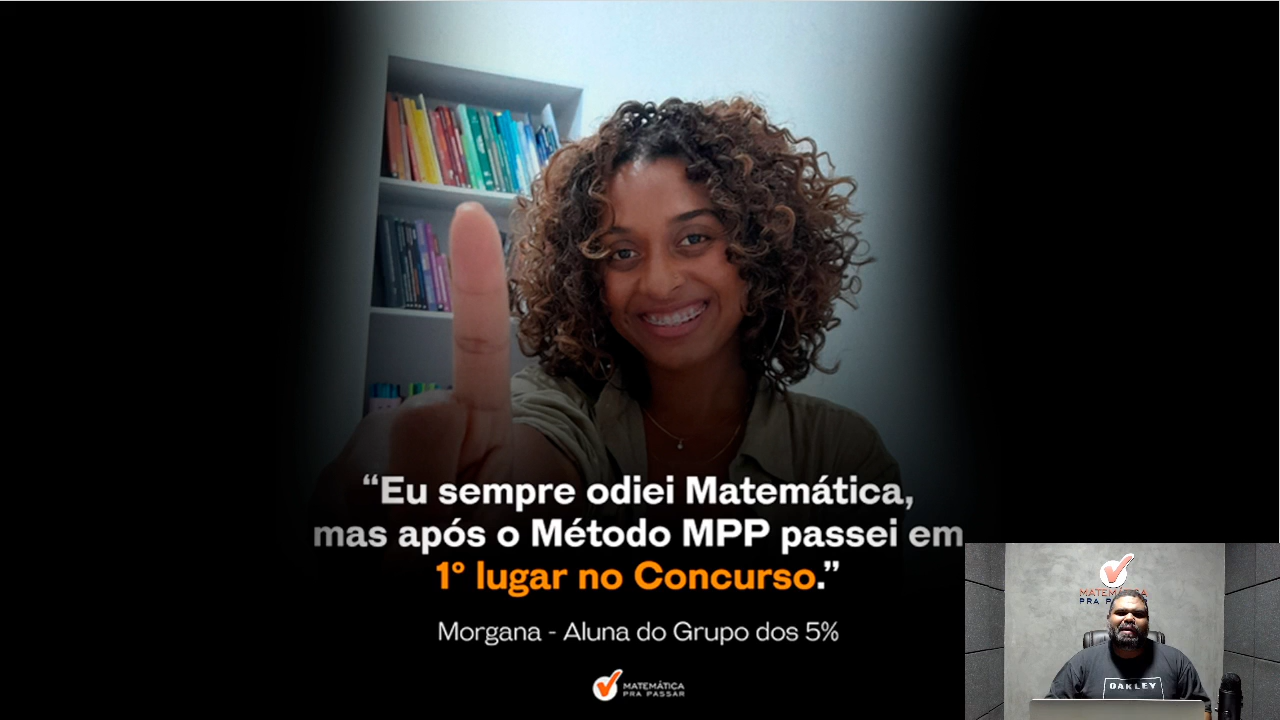 “Eu sempre odiei Matemática,
mas após o Método MPP passei em
1º lugar no Concurso.”
Morgana - Aluna do Grupo dos 5%
MATEMÁTICA
PRA PASSAR
MATEMÁTICA
OAKLEY